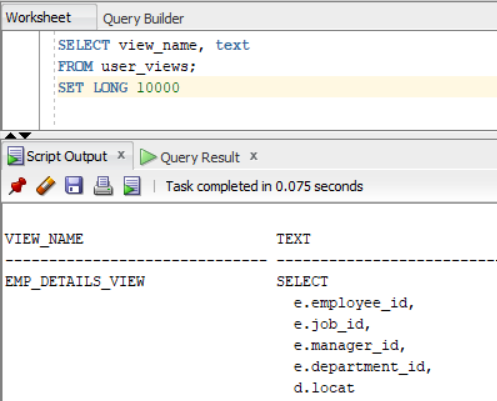 Worksheet Query Builder
SELECT view_name, text
FROM user_views;
SET LONG 10000
Script Output x Query Result x
Task completed in 0.075 seconds
VIEW_NAME TEXT
------------------------------ --------------------------
EMP_DETAILS_VIEW SELECT
e.employee_id,
e.job_id,
e.manager_id,
e.department_id,
d.locat